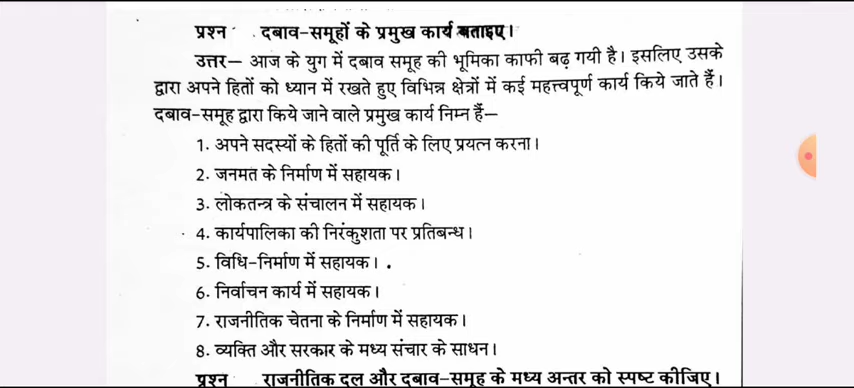 प्रश्न दबाव-समूहों के प्रमुख कार्य बताइए।
उत्तर— आज के युग में दबाव समूह की भूमिका काफी बढ़ गयी है। इसलिए उसके
द्वारा अपने हितों को ध्यान में रखते हुए विभिन्न क्षेत्रों में कई महत्त्वपूर्ण कार्य किये जाते हैं।
दबाव-समूह द्वारा किये जाने वाले प्रमुख कार्य निम्न हैं—
1. अपने सदस्यों के हितों की पूर्ति के लिए प्रयत्न करना।
2. जनमत के निर्माण में सहायक।
3. लोकतन्त्र के संचालन में सहायक।
4. कार्यपालिका की निरंकुशता पर प्रतिबन्ध।
5. विधि-निर्माण में सहायक।
6. निर्वाचन कार्य में सहायक।
7. राजनीतिक चेतना के निर्माण में सहायक।
8. व्यक्ति और सरकार के मध्य संचार के साधन।
प्रश्न राजनीतिक दल और दबाव-समूह के मध्य अन्तर को स्पष्ट कीजिए।